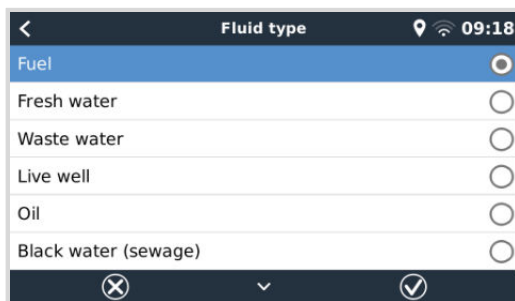 Fluid type 09:18
Fuel
Fresh water
Waste water
Live well
Oil
Black water (sewage)